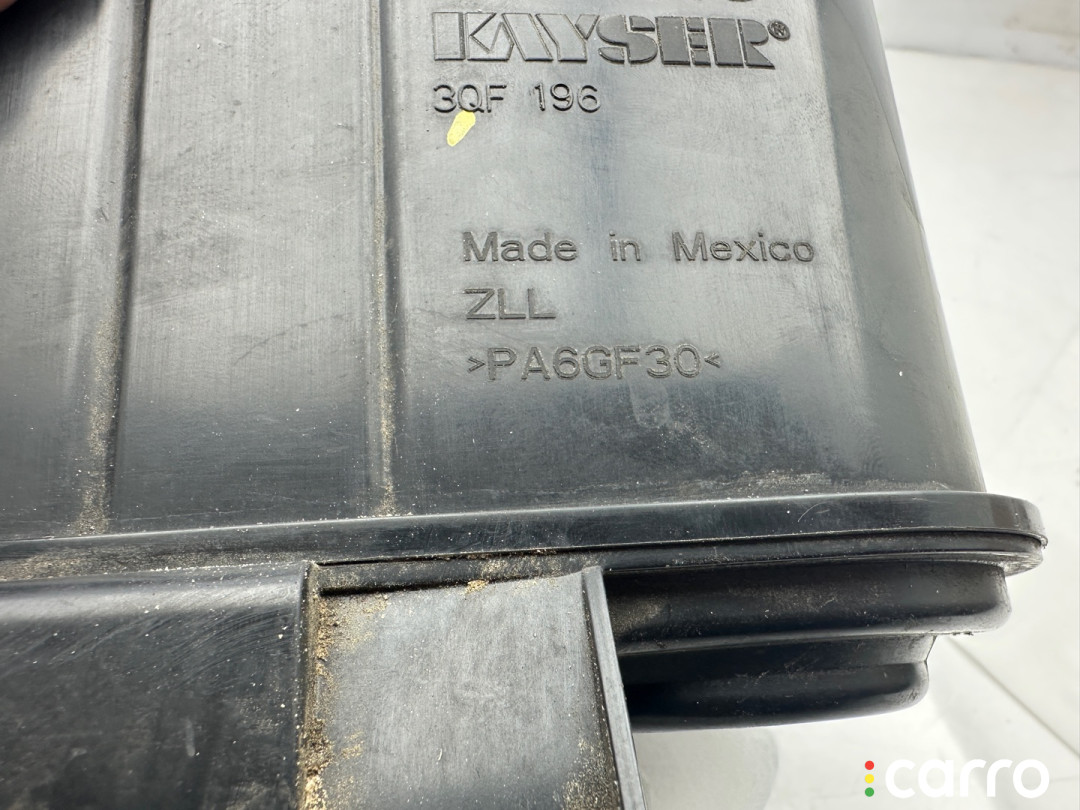 KAYSER®
3QF 196
Made in Mexico
ZLL
>PA6GF30<
carro